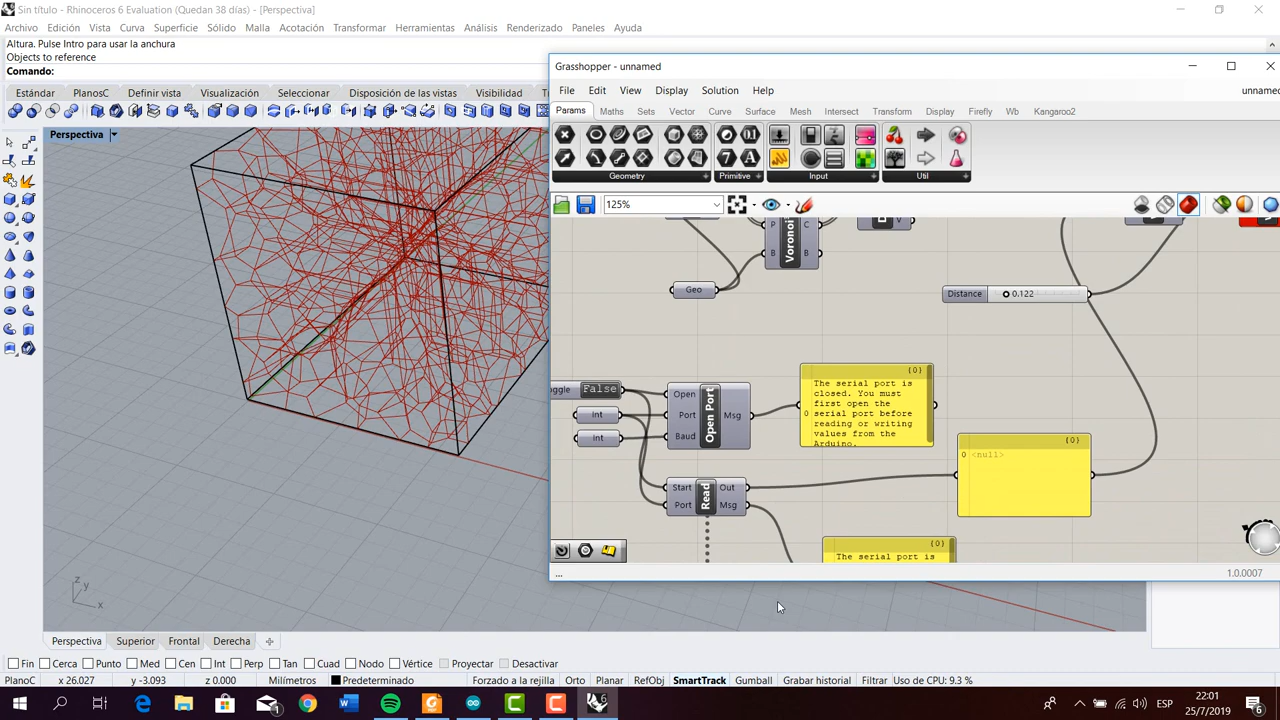 Sin título - Rhinoceros 6 Evaluation (Quedan 38 días) - [Perspectiva]
Archivo Edición Vista Curva Superficie Sólido Malla Acotación Transformar Herramientas Análisis Renderizado Paneles Ayuda
Altura. Pulse Intro para usar la anchura
Objects to reference
Comando:
Estándar PlanosC Definir vista Visualización Seleccionar Disposición de las vistas Visibilidad
Perspectiva
Grasshopper - unnamed
File Edit View Display Solution Help
unnamed
Params Maths Sets Vector Curve Surface Mesh Intersect Transform Display Firefly Wb Kangaroo2
Geometry Primitive Input Util
125%
P C
B B
Voronoi
V
Geo
Distance 0.122
ggle False
Int
Int
Open
Port
Baud
Open Port
Msg
{0}
0 The serial port is
closed. You must
first open the
serial port before
reading or writing
values from the
Arduino.
Start
Port
Read
Out
Msg
{0}
0 <null>
{0}
The serial port is
...
1.0.0007
z y x
Perspectiva Superior Frontal Derecha
Fin Cerca Punto Med Cen Int Perp Tan Cuad Nodo Vértice Proyectar Desactivar
PlanoC x 26.027 y -3.093 z 0.000 Milímetros Predeterminado Forzado a la rejilla Orto Planar RefObj SmartTrack Gumball Grabar historial Filtrar Uso de CPU: 9.3 %
ESP
22:01
25/7/2019
6